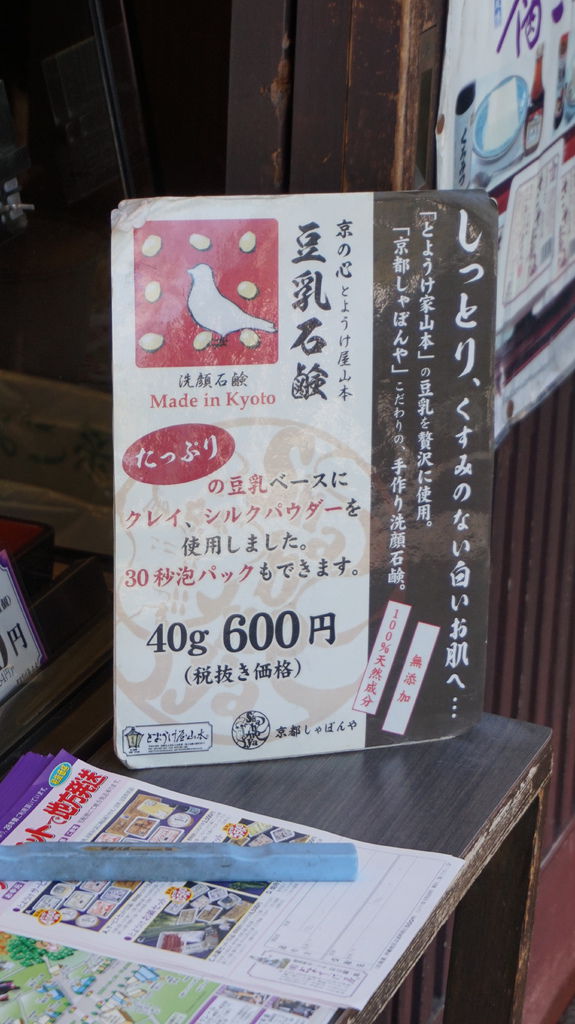 しっとり、くすみのない白いお肌へ…
『とようけ家山本』の豆乳を贅沢に使用。
「京都しゃぼんや」こだわりの、手作り洗顔石鹸。
無添加
100%天然成分
京の心とようけ屋山本
豆乳石鹸
洗顔石鹸
Made in Kyoto
たっぷり
の豆乳ベースに
クレイ、シルクパウダーを
使用しました。
30秒泡パックもできます。
40g 600円
(税抜き価格)
とようけ屋山本
京都しゃぼんや
円
地方発送